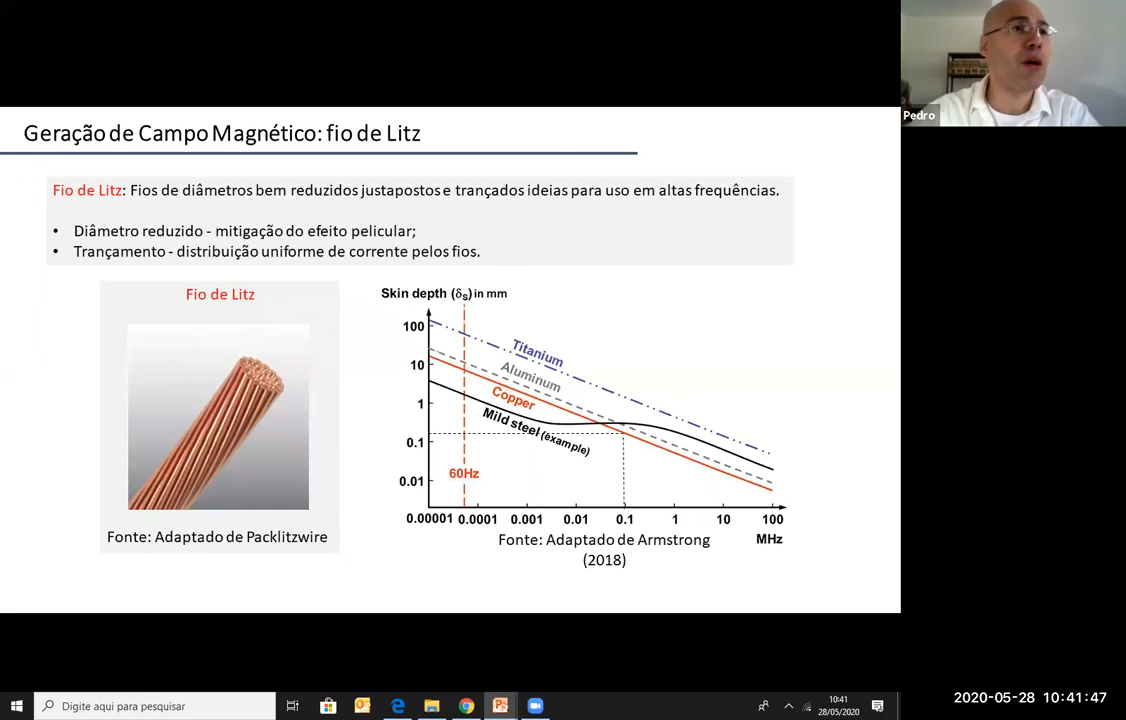 Pedro
Geração de Campo Magnético: fio de Litz
Fio de Litz: Fios de diâmetros bem reduzidos justapostos e trançados ideias para uso em altas frequências.
• Diâmetro reduzido - mitigação do efeito pelicular;
• Trançamento - distribuição uniforme de corrente pelos fios.
Fio de Litz
Fonte: Adaptado de Packlitzwire
Skin depth (δs) in mm
100
10
1
0.1
0.01
Titanium
Aluminum
Copper
Mild steel (example)
60Hz
0.00001 0.0001 0.001 0.01 0.1 1 10 100
MHz
Fonte: Adaptado de Armstrong
(2018)
Digite aqui para pesquisar
10:41
28/05/2020
2020-05-28 10:41:47